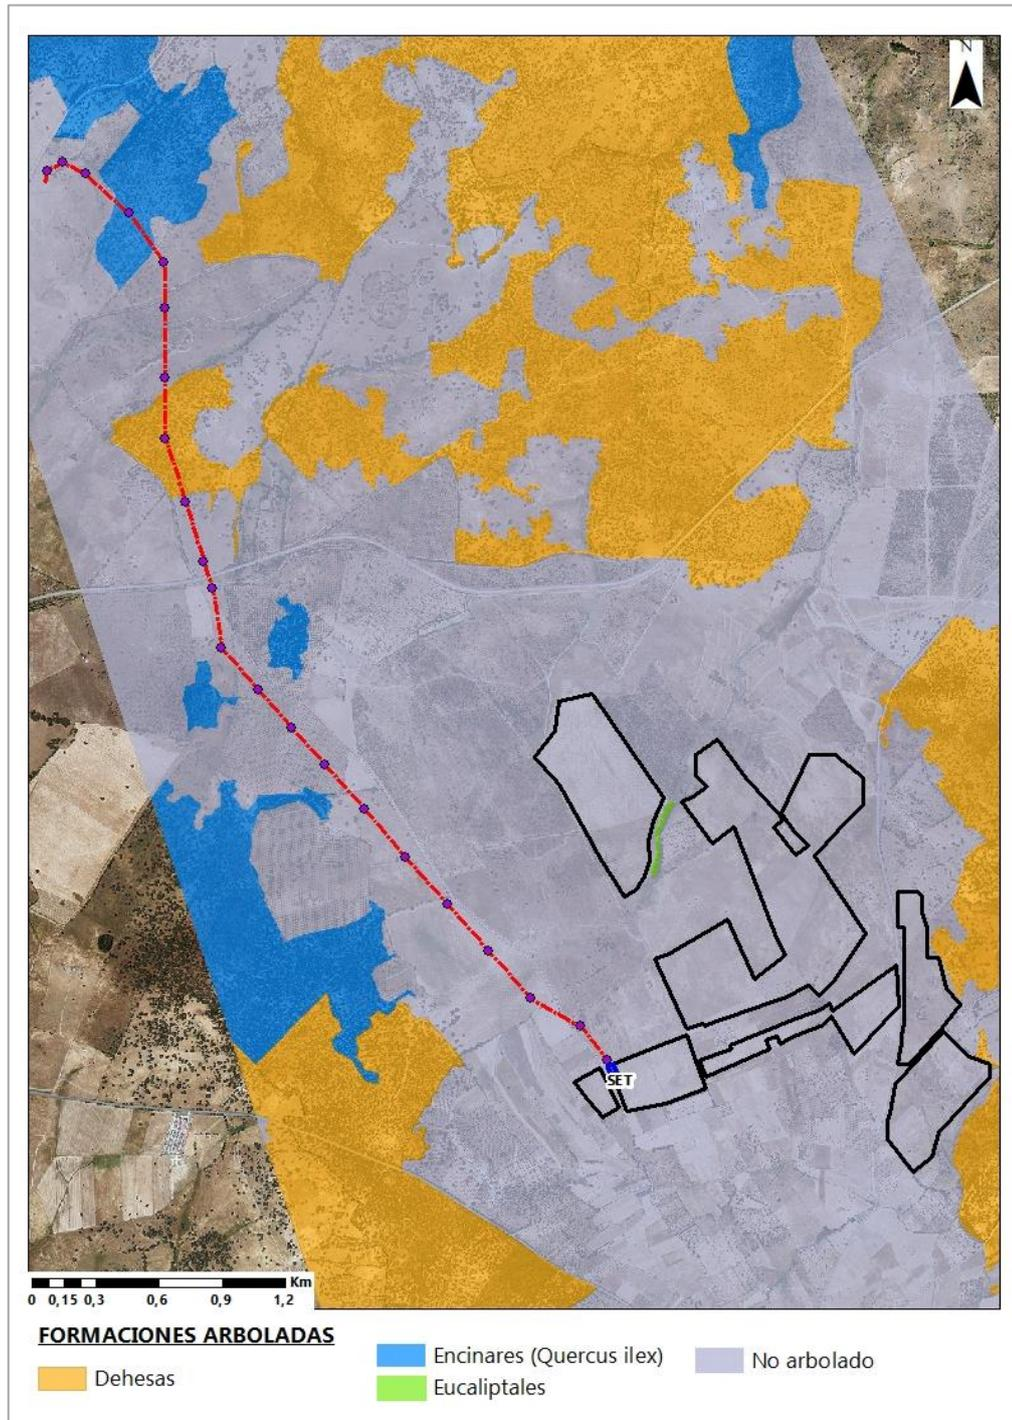 N
SET
Km
0 0,15 0,3 0,6 0,9 1,2
FORMACIONES ARBOLADAS
Dehesas
Encinares (Quercus ilex)
Eucaliptales
No arbolado